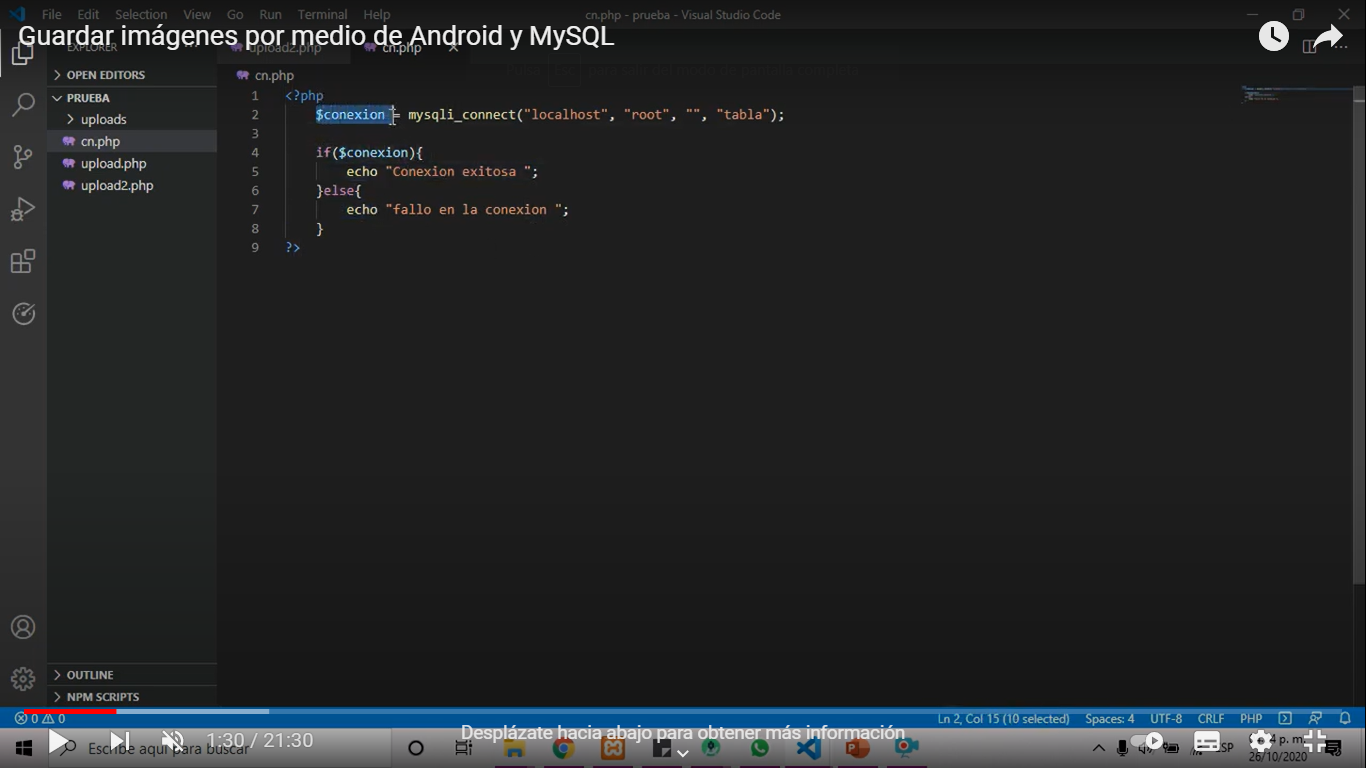 File Edit Selection View Go Run Terminal Help cn.php - prueba - Visual Studio Code
Guardar imágenes por medio de Android y MySQL
EXPLORER upload2.php cn.php
OPEN EDITORS
PRUEBA
uploads
cn.php
upload.php
upload2.php
cn.php
1 <?php
2 $conexion = mysqli_connect("localhost", "root", "", "tabla");
3
4 if($conexion){
5 echo "Conexion exitosa ";
6 }else{
7 echo "fallo en la conexion ";
8 }
9 ?>
OUTLINE
NPM SCRIPTS
0 0 Ln 2, Col 15 (10 selected) Spaces: 4 UTF-8 CRLF PHP
Desplázate hacia abajo para obtener más información
1:30 / 21:30
Escribe aquí para buscar
ESP
4 p. m.
26/10/2020